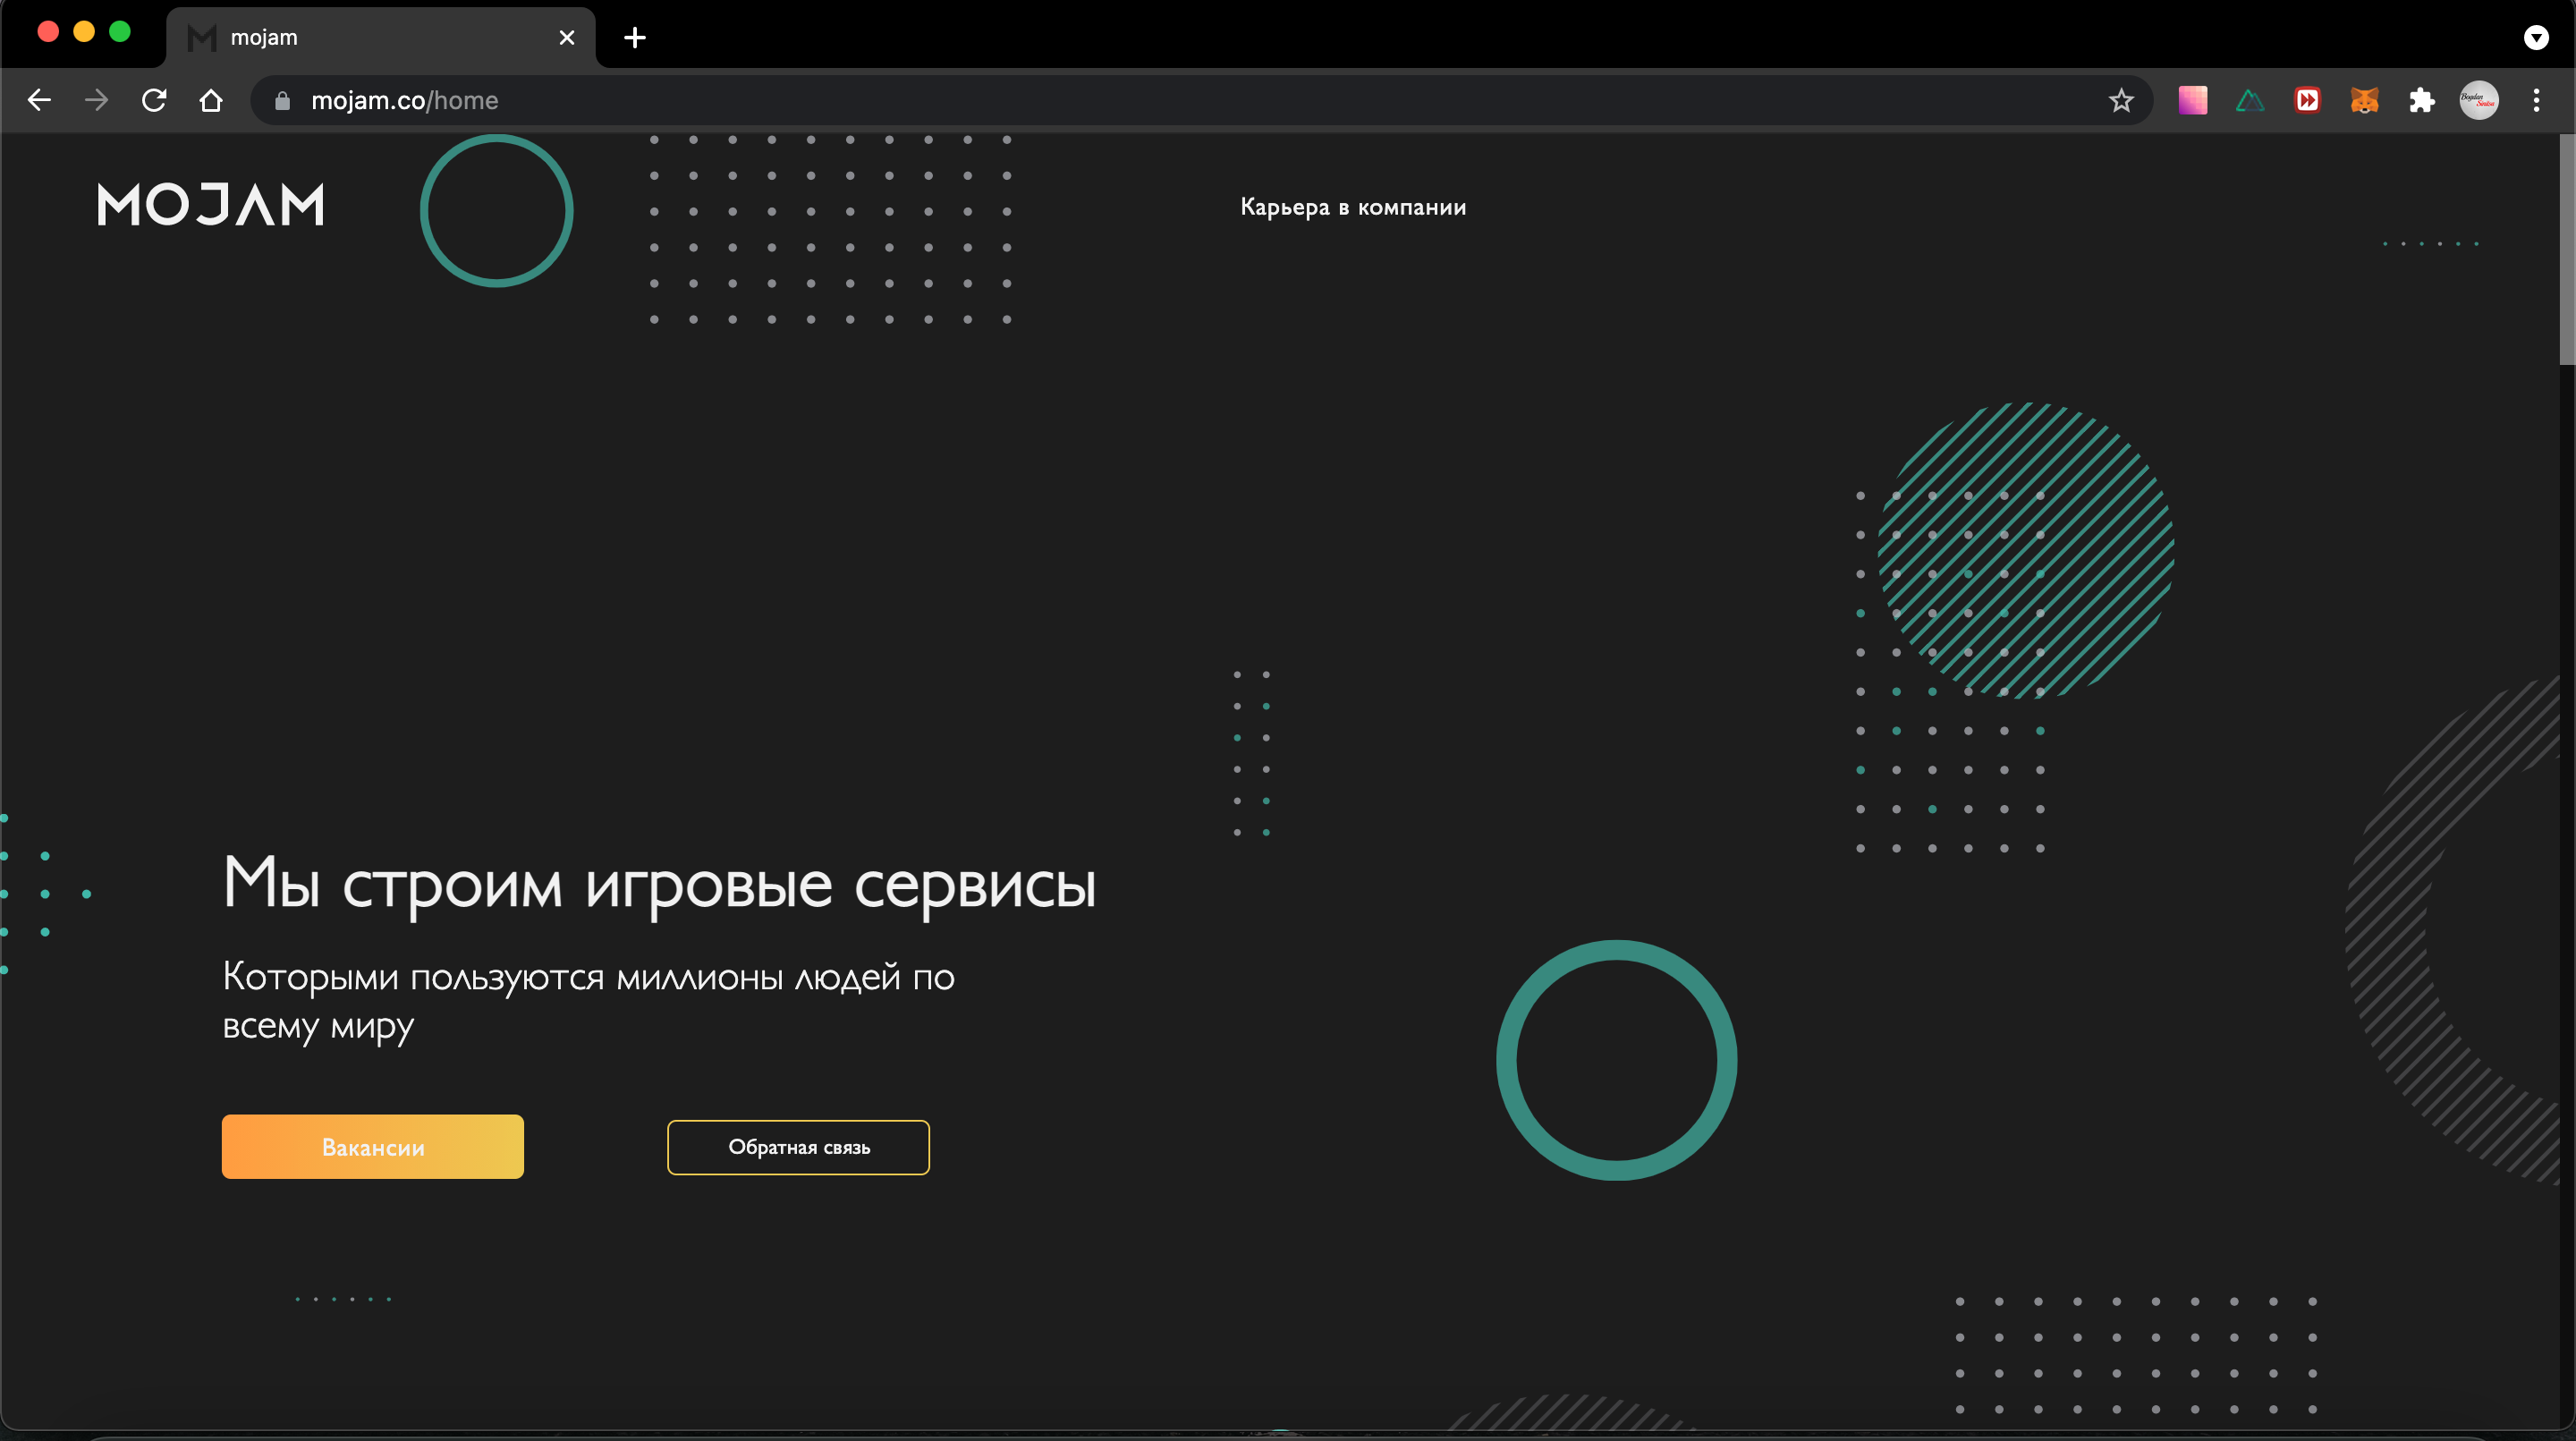 mojam
mojam.co/home
MOJAM
Карьера в компании
Мы строим игровые сервисы
Которыми пользуются миллионы людей по
всему миру
Вакансии
Обратная связь